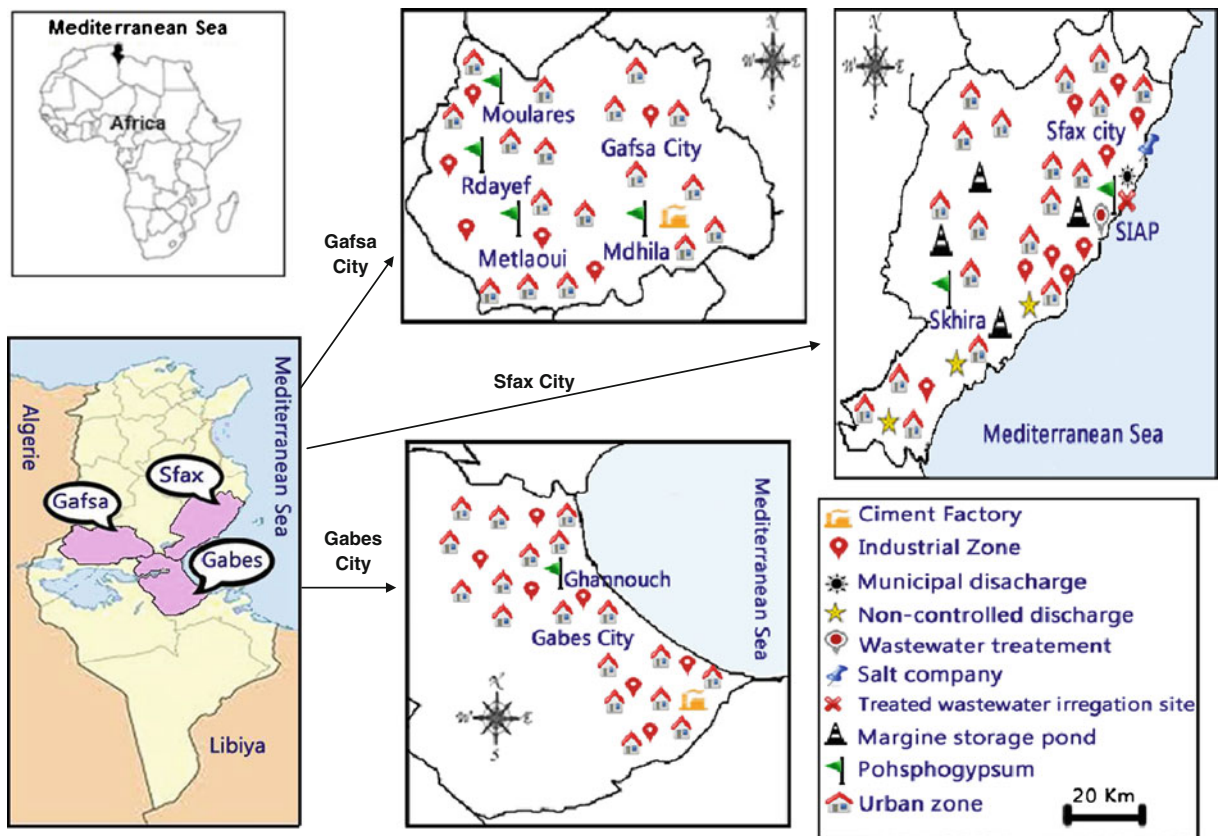 Mediterranean Sea
Africa
Algerie
Mediterranean Sea
Sfax
Gafsa
Gabes
Libiya
Gafsa
City
Sfax City
Gabes
City
N
W E
S
Moulares
Gafsa City
Rdayef
Metlaoui
Mdhila
N
W E
S
Sfax city
SIAP
Skhira
Mediterranean Sea
Mediterranean Sea
Ghannouch
Gabes City
N
W E
S
Ciment Factory
Industrial Zone
Municipal disacharge
Non-controlled discharge
Wastewater treatement
Salt company
Treated wastewater irregation site
Margine storage pond
Pohsphogypsum
Urban zone
20 Km